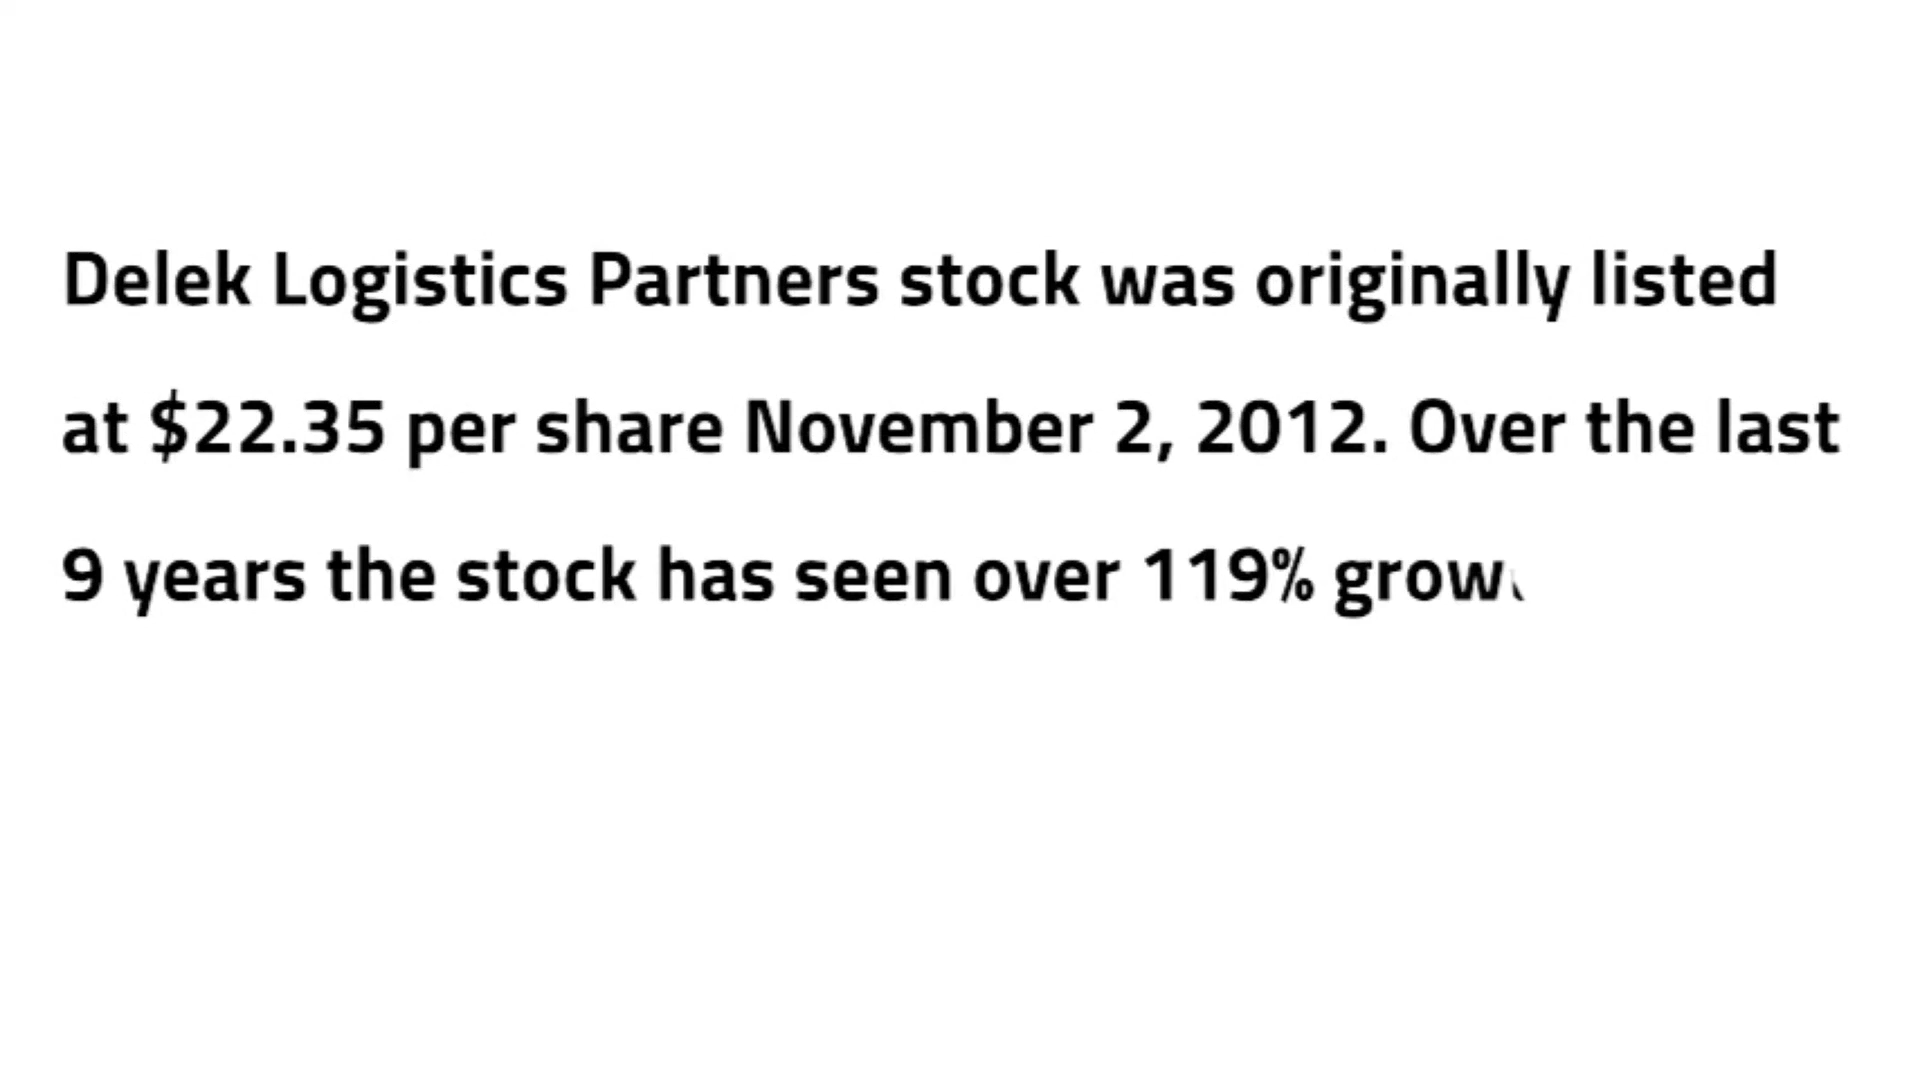 Delek Logistics Partners stock was originally listed
at $22.35 per share November 2, 2012. Over the last
9 years the stock has seen over 119%